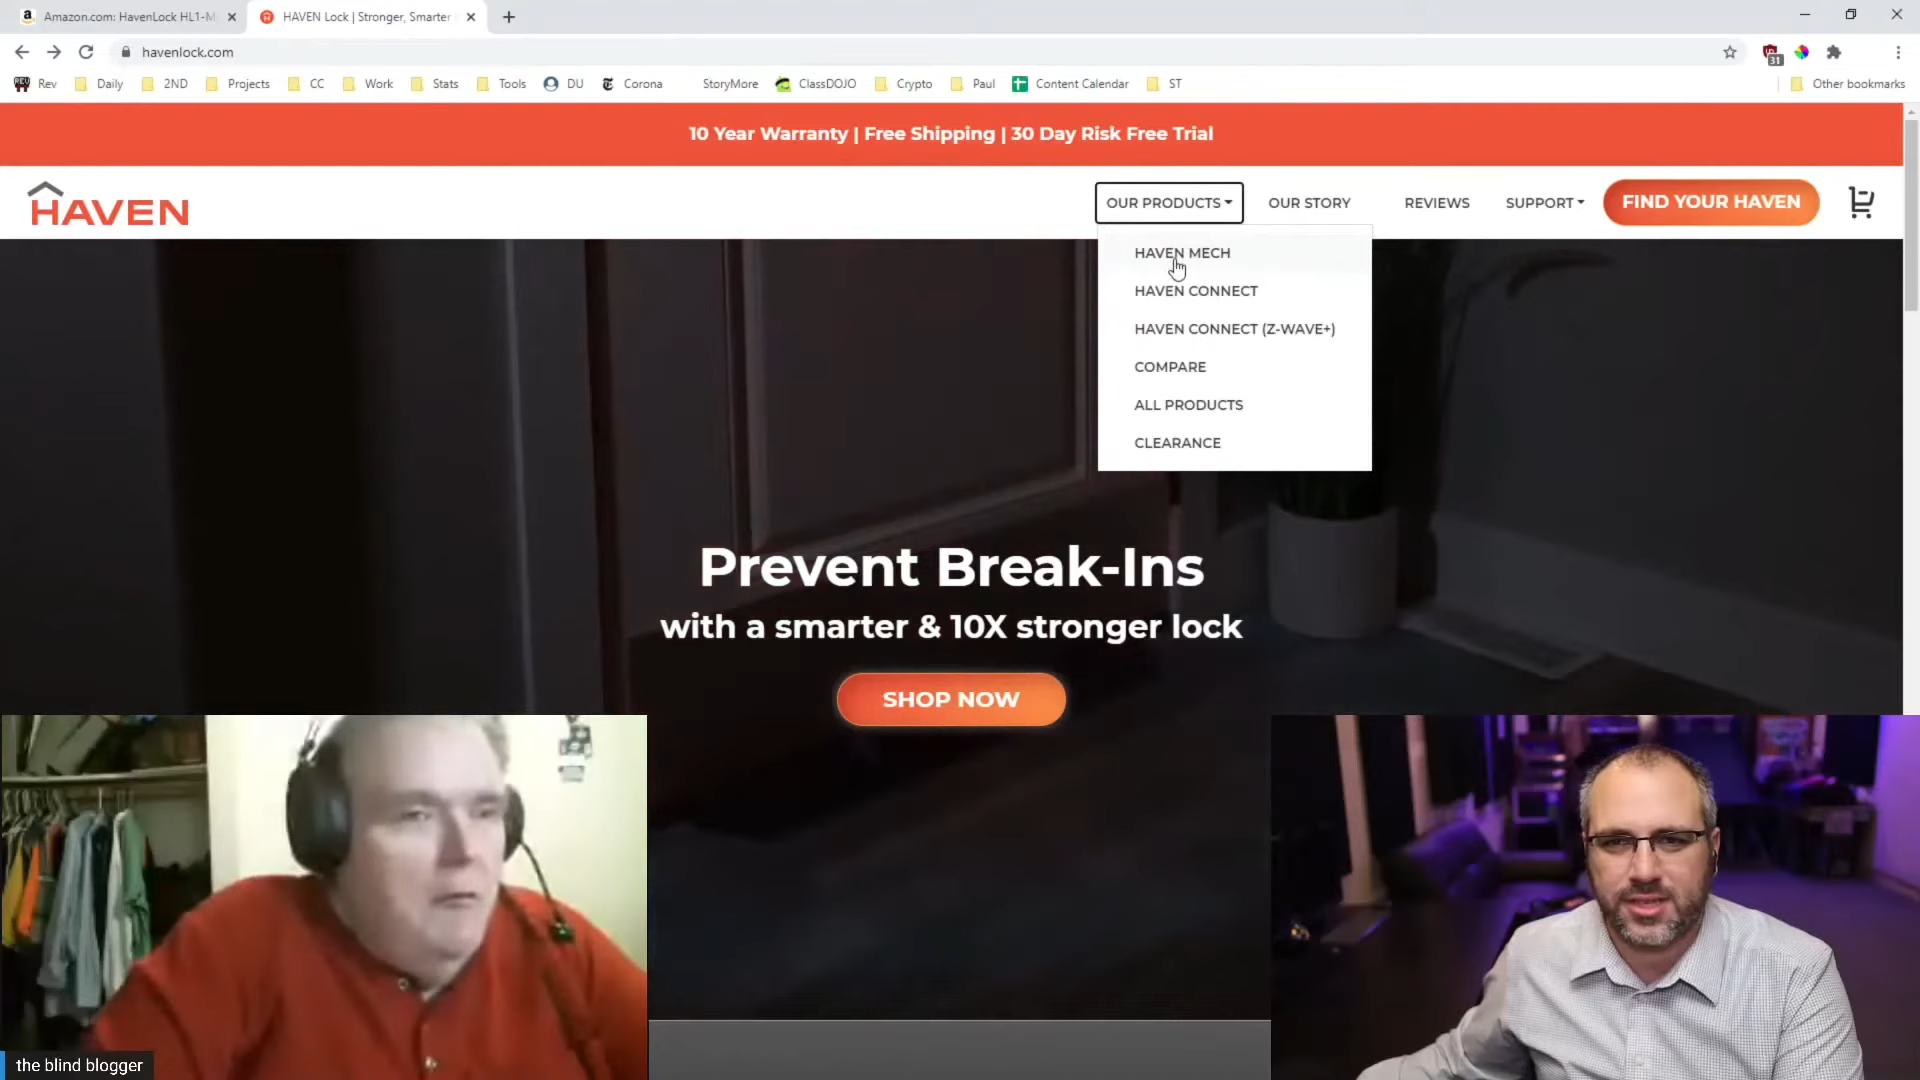 Amazon.com: HavenLock HL1-M
HAVEN Lock | Stronger, Smarter
havenlock.com
31
Rev
Daily
2ND
Projects
CC
Work
Stats
Tools
DU
Corona
StoryMore
ClassDOJO
Crypto
Paul
Content Calendar
ST
Other bookmarks
10 Year Warranty | Free Shipping | 30 Day Risk Free Trial
HAVEN
OUR PRODUCTS
OUR STORY
REVIEWS
SUPPORT
FIND YOUR HAVEN
HAVEN MECH
HAVEN CONNECT
HAVEN CONNECT (Z-WAVE+)
COMPARE
ALL PRODUCTS
CLEARANCE
Prevent Break-Ins
with a smarter & 10X stronger lock
SHOP NOW
the blind blogger